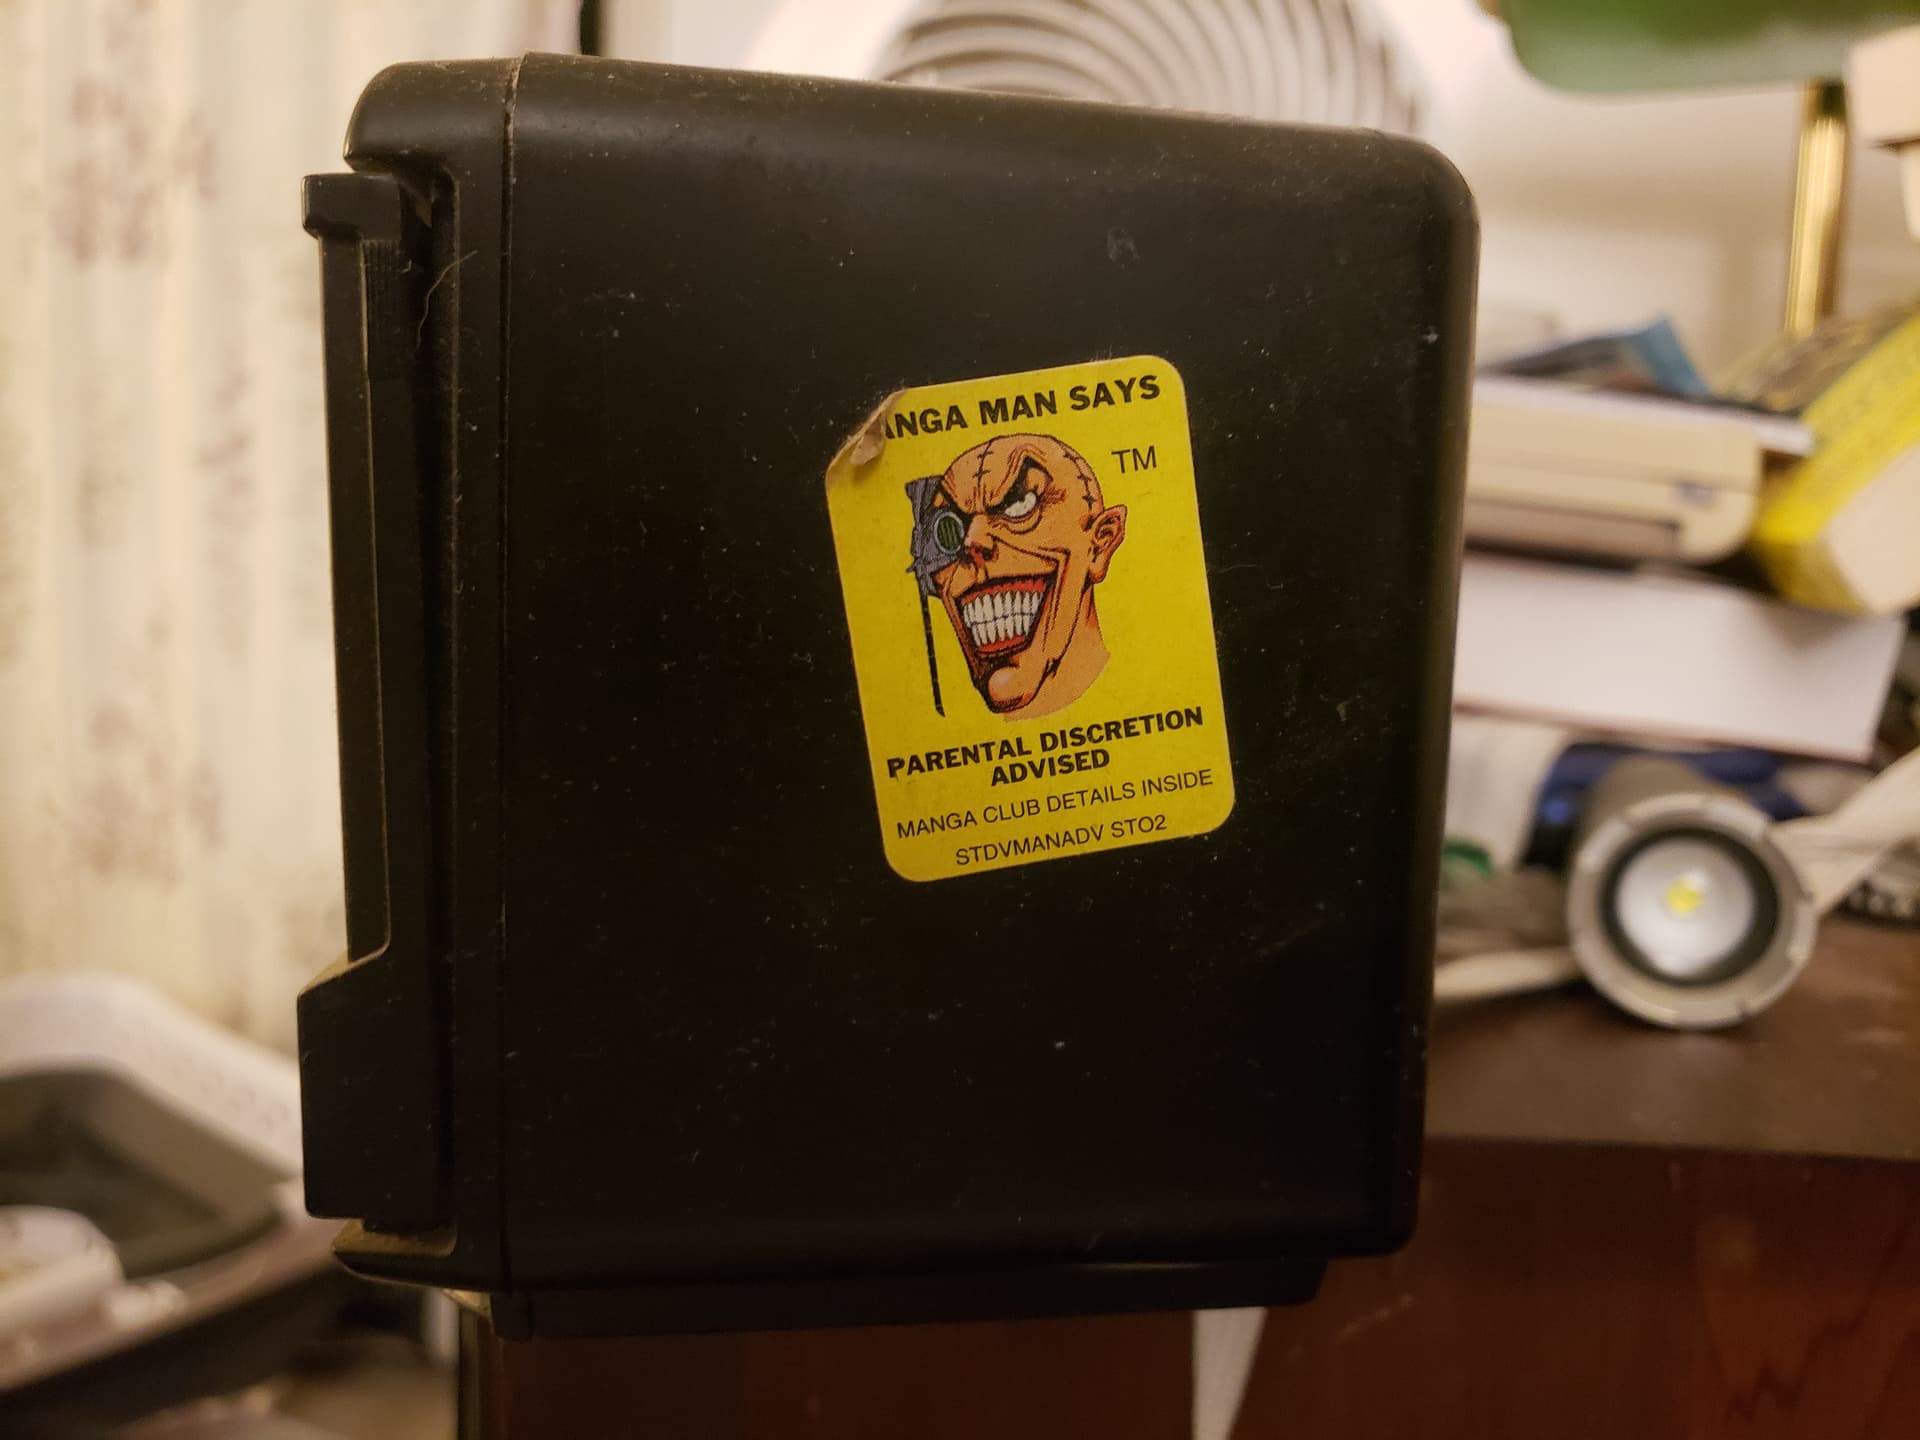 ANGA MAN SAYS
TM
PARENTAL DISCRETION
ADVISED
MANGA CLUB DETAILS INSIDE
STDVMANADV STO2